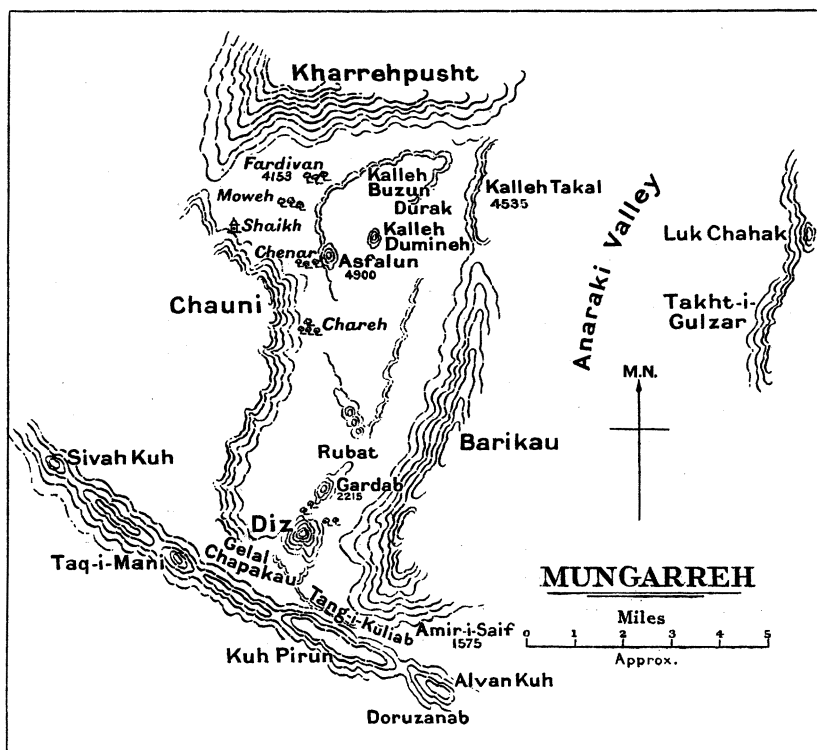 Kharrehpusht
Fardivan
4153
Moweh
Shaikh
Chenar
Kalleh
Buzun
Durak
Kalleh
Dumineh
Asfalun
4900
Kalleh Takal
4535
Anaraki Valley
Luk Chahak
Takht-i-
Gulzar
Chauni
Chareh
M.N.
Barikau
Rubat
Gardab
2215
Sivah Kuh
Diz
Gelal
Chapakau
Taq-i-Mani
Tang-i-Kuliab
Amir-i-Saif
1575
Kuh Pirun
Alvan Kuh
Doruzanab
MUNGARREH
Miles
0 1 2 3 4 5
Approx.